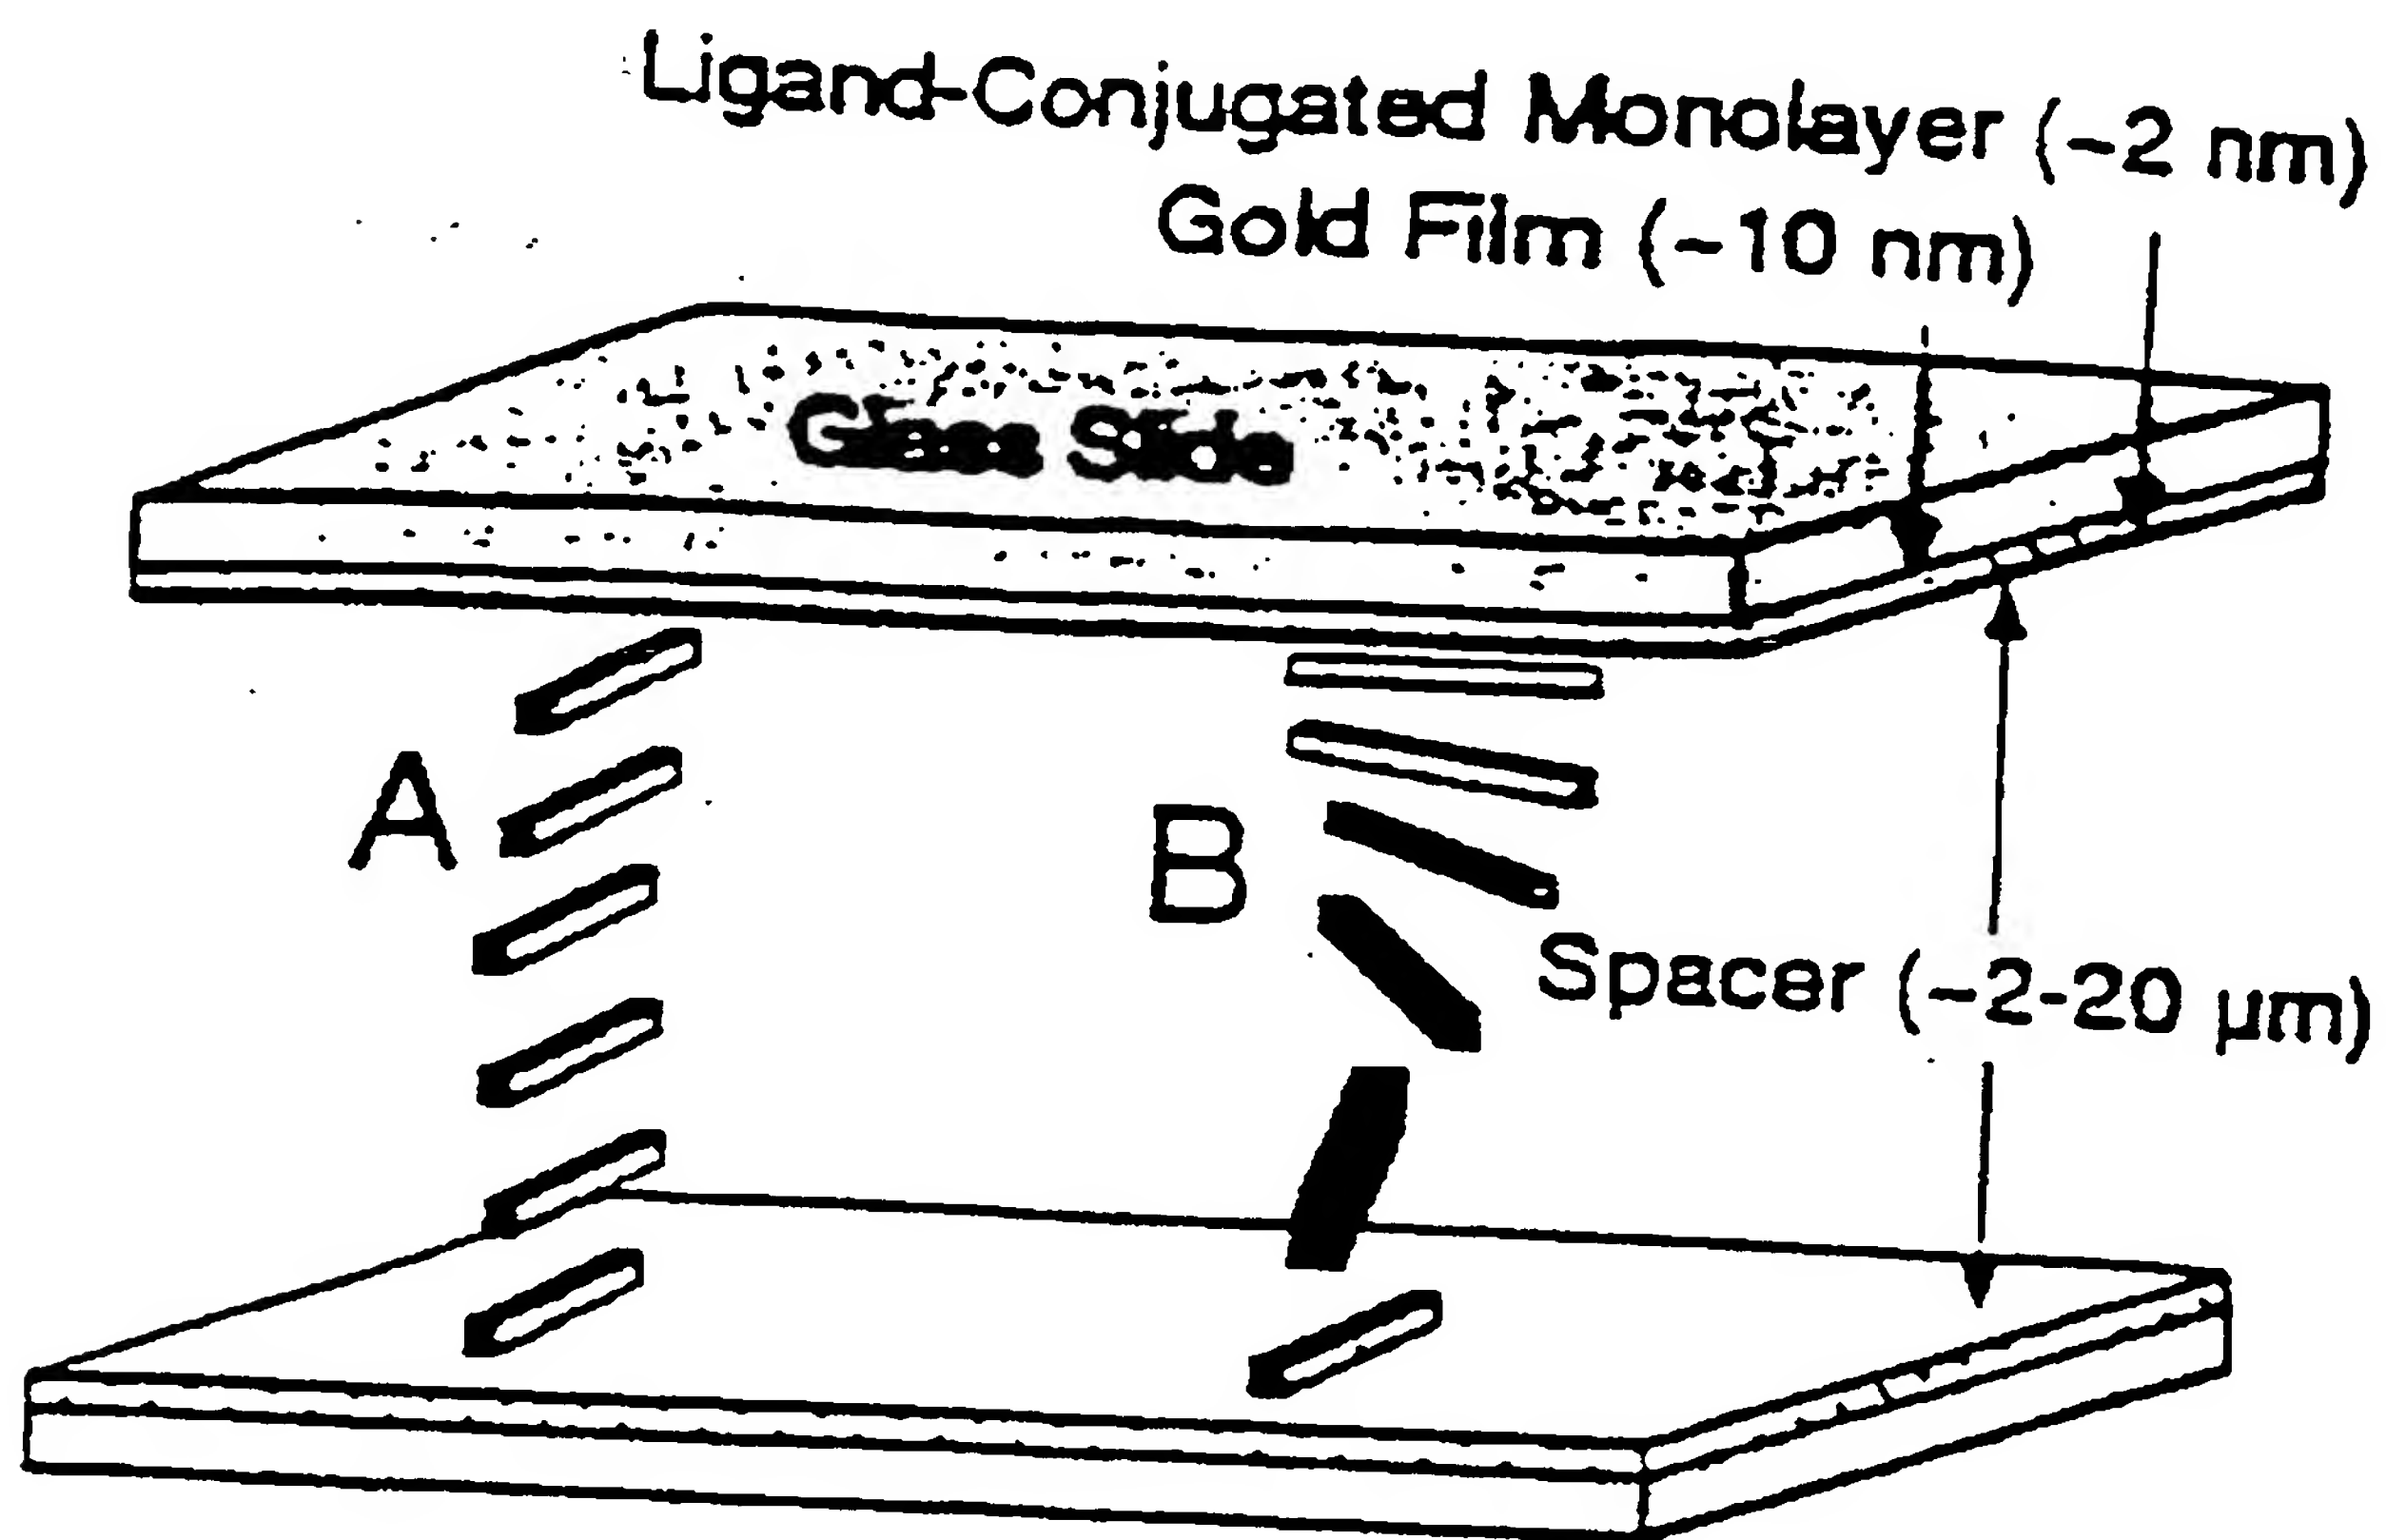 Ligand-Conjugated Monolayer (~2 nm)
Gold Film (~10 nm)
Glass Slide
A
B
Spacer (~2-20 µm)